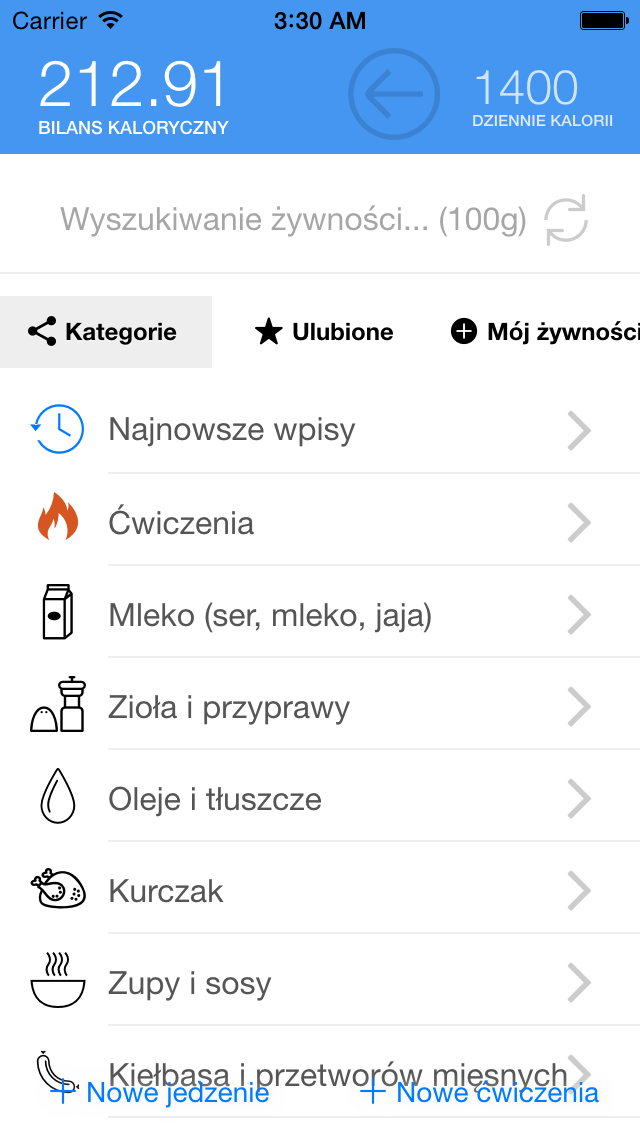 Carrier 3:30 AM
212.91 1400
BILANS KALORYCZNY DZIENNIE KALORII
Wyszukiwanie żywności... (100g)
Kategorie Ulubione Mój żywności
Najnowsze wpisy
Ćwiczenia
Mleko (ser, mleko, jaja)
Zioła i przyprawy
Oleje i tłuszcze
Kurczak
Zupy i sosy
Kiełbasa i przetworów mięsnych
Nowe jedzenie Nowe ćwiczenia